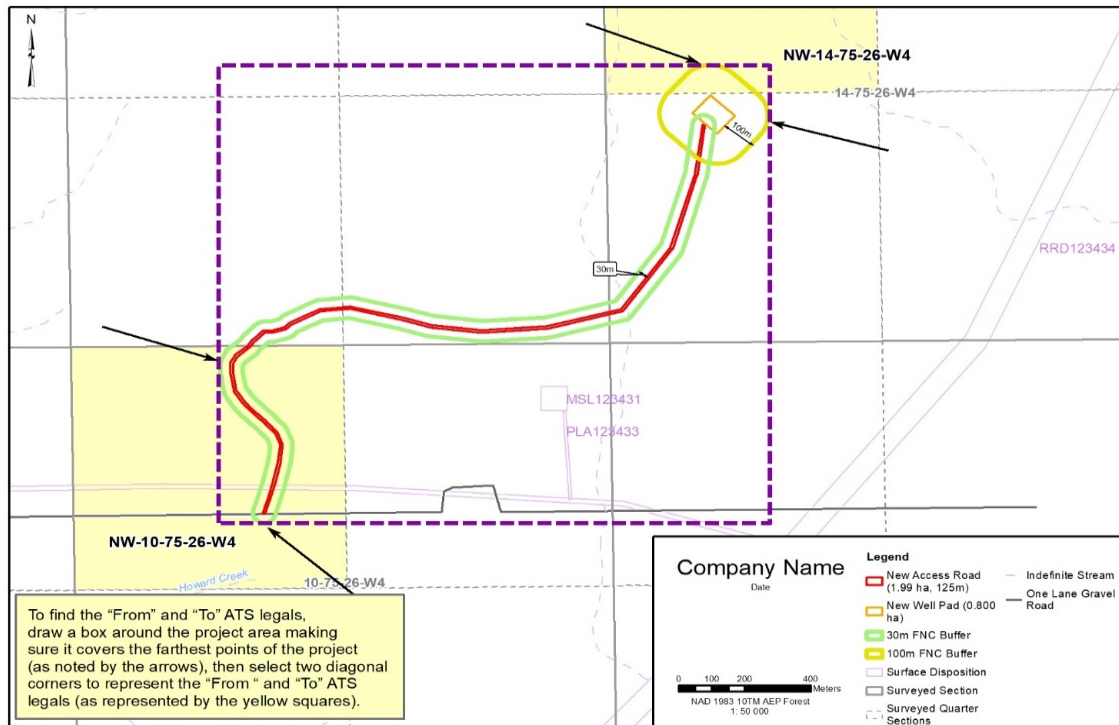 N
NW-14-75-26-W4
14-75-26-W4
100m
RRD123434
30m
MSL123431
PLA123433
NW-10-75-26-W4
Howard Creek
10-75-26-W4
To find the “From” and “To” ATS legals,
draw a box around the project area making
sure it covers the farthest points of the project
(as noted by the arrows), then select two diagonal
corners to represent the “From “ and “To” ATS
legals (as represented by the yellow squares).
Company Name
Date
0 100 200 400
Meters
NAD 1983 10TM AEP Forest
1: 50 000
Legend
New Access Road
(1.99 ha, 125m)
New Well Pad (0.800
ha)
30m FNC Buffer
100m FNC Buffer
Surface Disposition
Surveyed Section
Surveyed Quarter
Sections
Indefinite Stream
One Lane Gravel
Road